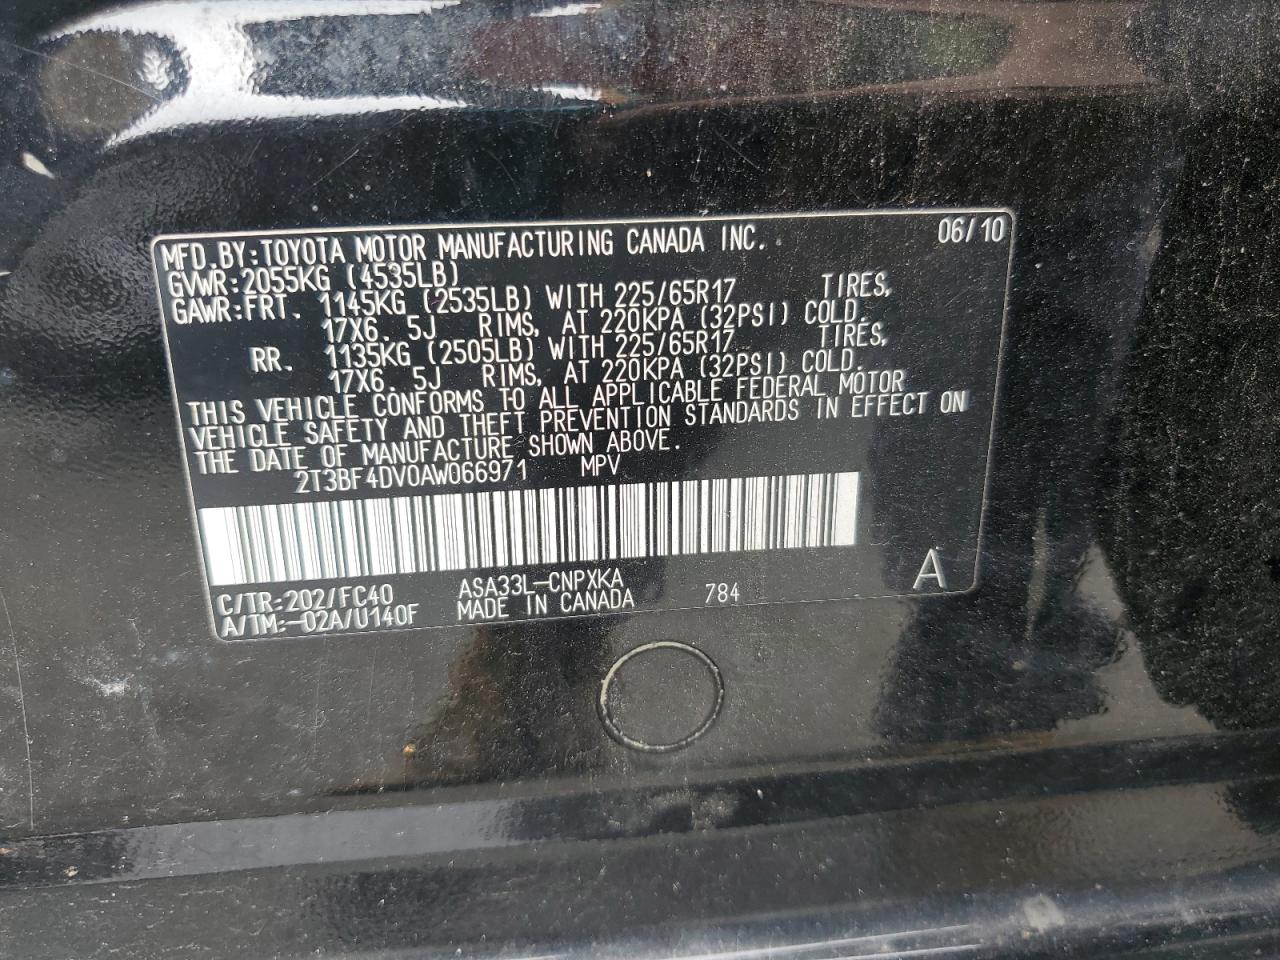 MFD.BY:TOYOTA MOTOR MANUFACTURING CANADA INC. 06/10
GVWR:2055KG (4535LB)
GAWR:FRT. 1145KG (2535LB) WITH 225/65R17 TIRES,
17X6.5J RIMS, AT 220KPA (32PSI) COLD.
RR. 1135KG (2505LB) WITH 225/65R17 TIRES,
17X6.5J RIMS, AT 220KPA (32PSI) COLD.
THIS VEHICLE CONFORMS TO ALL APPLICABLE FEDERAL MOTOR
VEHICLE SAFETY AND THEFT PREVENTION STANDARDS IN EFFECT ON
THE DATE OF MANUFACTURE SHOWN ABOVE.
2T3BF4DV0AW066971 MPV
C/TR:202/FC40 ASA33L-CNPXKA 784 A
A/TM:-02A/U140F MADE IN CANADA